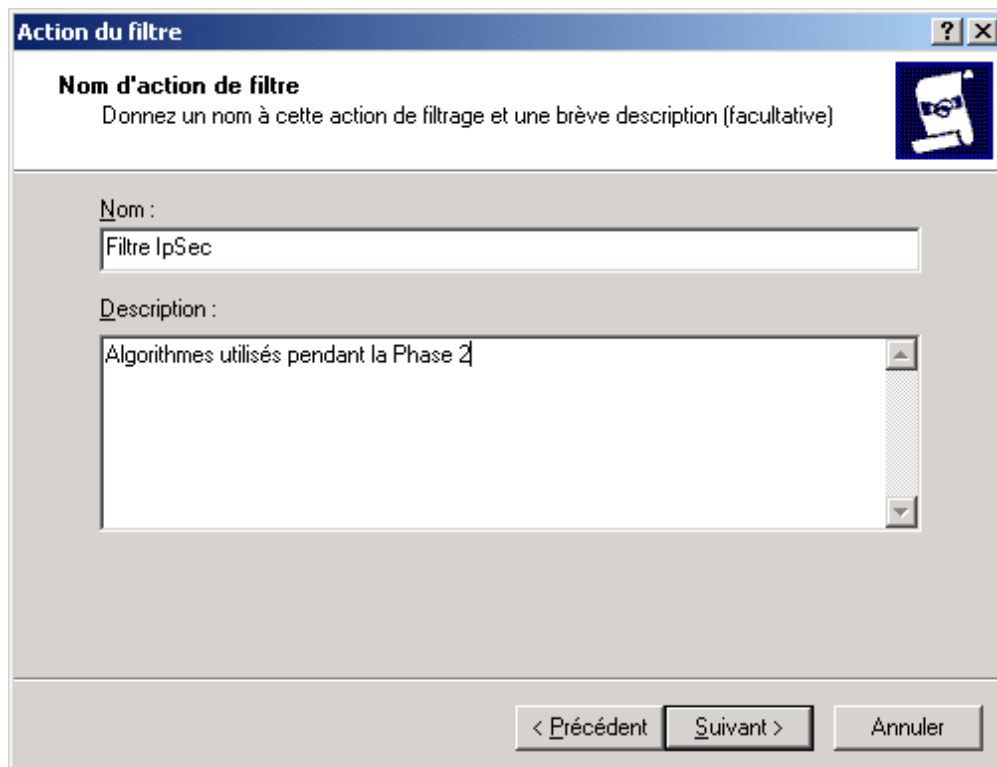 Action du filtre
Nom d'action de filtre
Donnez un nom à cette action de filtrage et une brève description (facultative)
Nom :
Filtre IpSec
Description :
Algorithmes utilisés pendant la Phase 2
< Précédent Suivant > Annuler